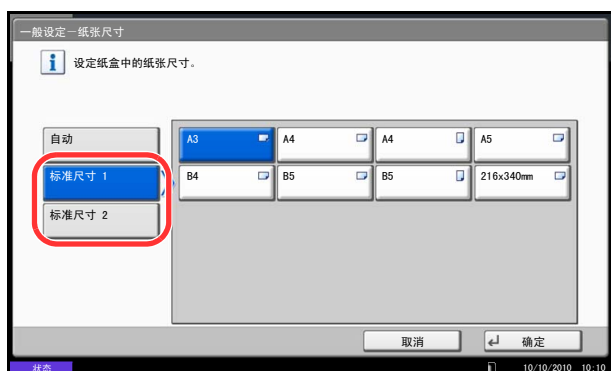 一般设定－纸张尺寸
设定纸盒中的纸张尺寸。
自动
A3 A4 A4 A5
标准尺寸 1
B4 B5 B5 216x340mm
标准尺寸 2
取消 确定
状态 10/10/2010 10:10